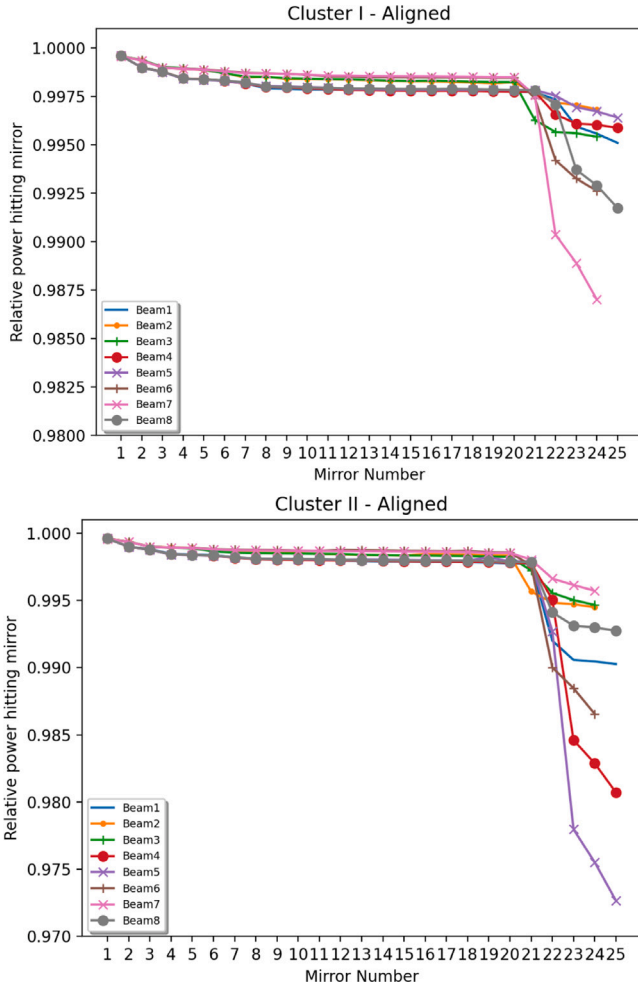 Cluster I - Aligned
Relative power hitting mirror
1.0000
0.9975
0.9950
0.9925
0.9900
0.9875
0.9850
0.9825
0.9800
Beam1
Beam2
Beam3
Beam4
Beam5
Beam6
Beam7
Beam8
1 2 3 4 5 6 7 8 9 10 11 12 13 14 15 16 17 18 19 20 21 22 23 24 25
Mirror Number
Cluster II - Aligned
Relative power hitting mirror
1.000
0.995
0.990
0.985
0.980
0.975
0.970
Beam1
Beam2
Beam3
Beam4
Beam5
Beam6
Beam7
Beam8
1 2 3 4 5 6 7 8 9 10 11 12 13 14 15 16 17 18 19 20 21 22 23 24 25
Mirror Number